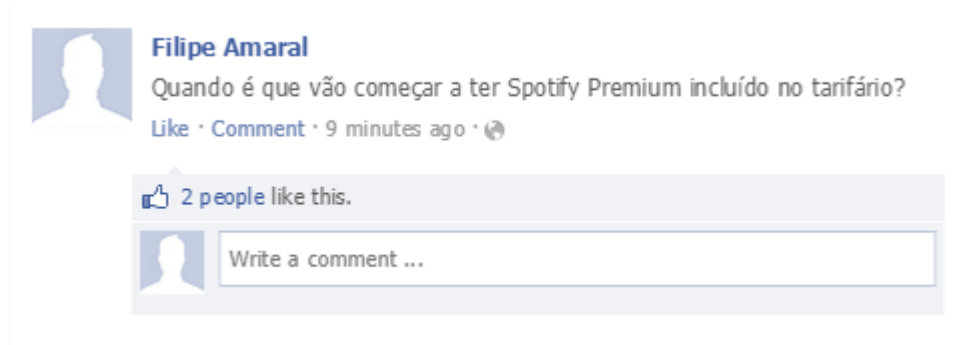 Filipe Amaral
Quando é que vão começar a ter Spotify Premium incluído no tarifário?
Like · Comment · 9 minutes ago ·
2 people like this.
Write a comment ...